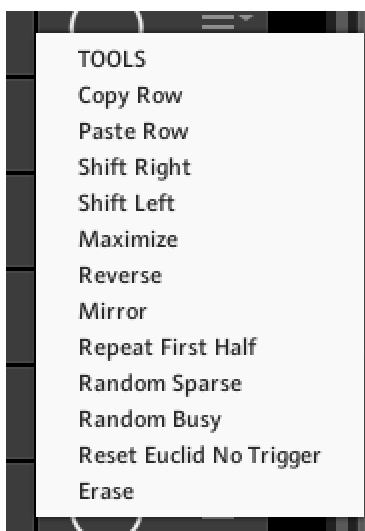 TOOLS
Copy Row
Paste Row
Shift Right
Shift Left
Maximize
Reverse
Mirror
Repeat First Half
Random Sparse
Random Busy
Reset Euclid No Trigger
Erase